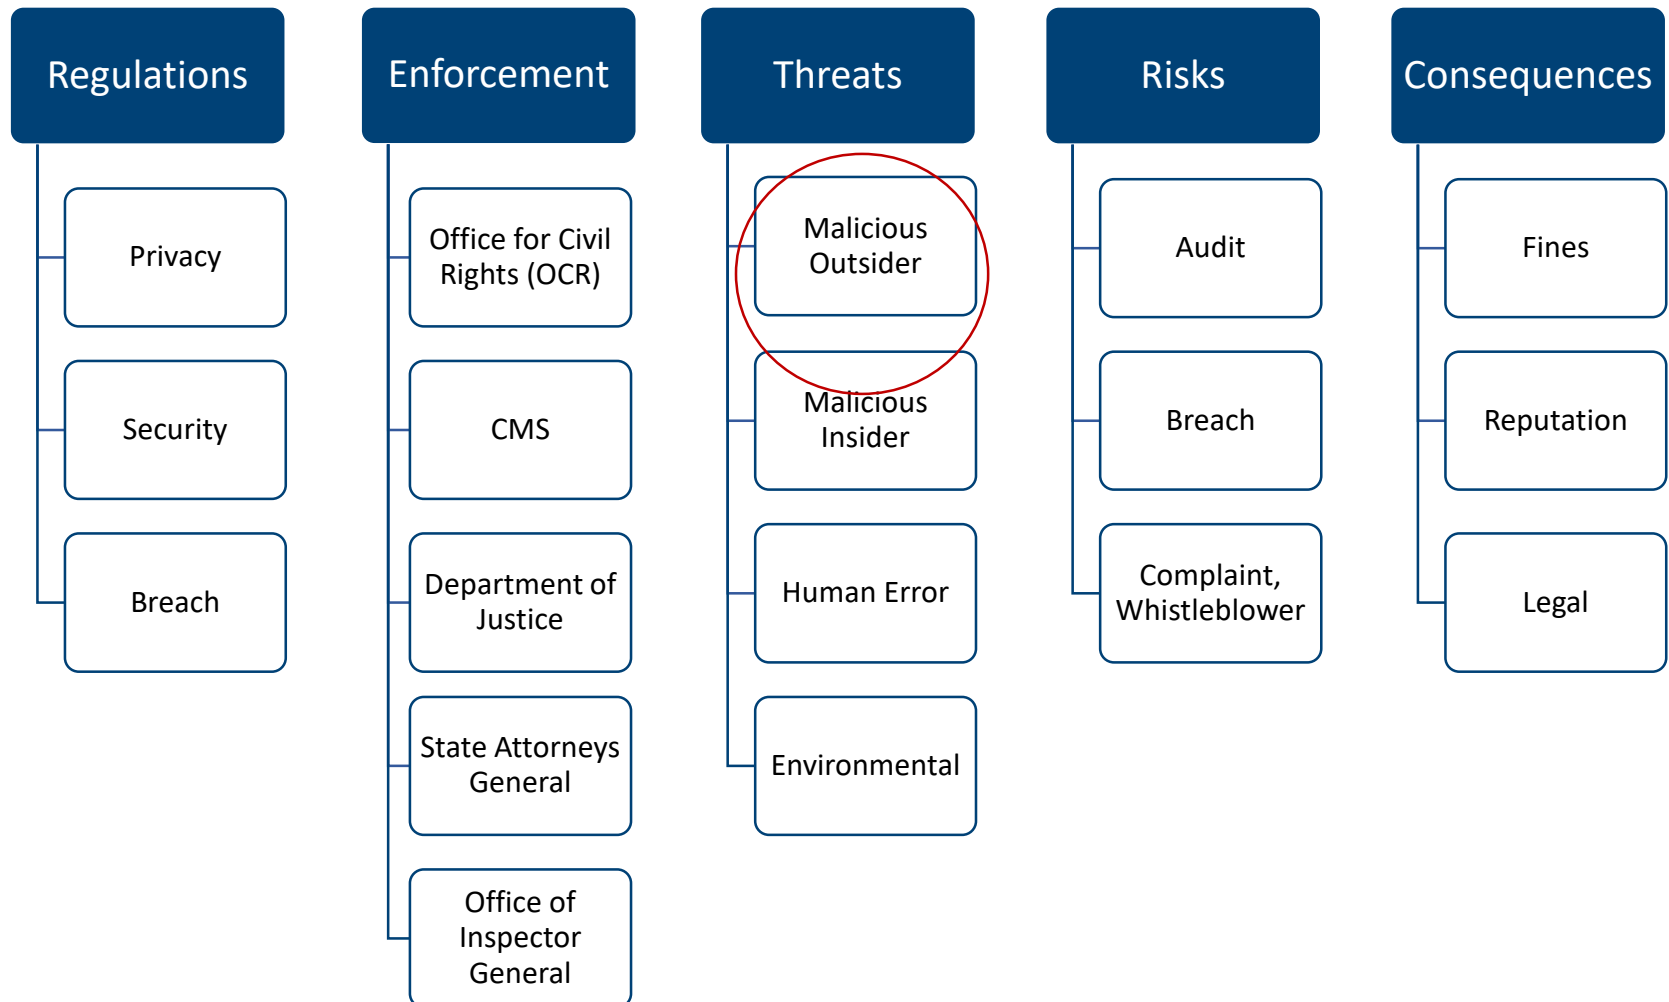 Regulations
Privacy
Security
Breach
Enforcement
Office for Civil
Rights (OCR)
CMS
Department of
Justice
State Attorneys
General
Office of
Inspector
General
Threats
Malicious
Outsider
Malicious
Insider
Human Error
Environmental
Risks
Audit
Breach
Complaint,
Whistleblower
Consequences
Fines
Reputation
Legal